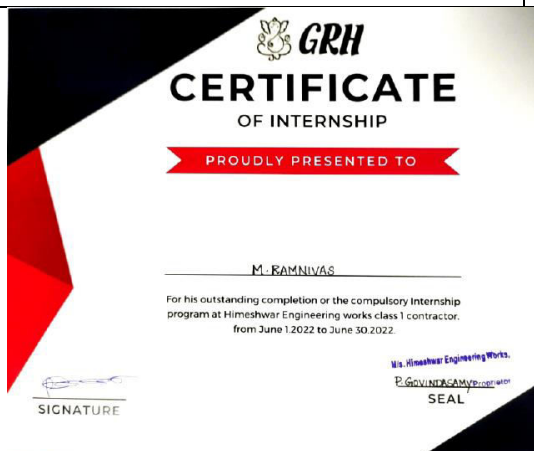 GRH
CERTIFICATE
OF INTERNSHIP
PROUDLY PRESENTED TO
M. RAMNIVAS
For his outstanding completion or the compulsory Internship
program at Himeshwar Engineering works class 1 contractor.
from June 1.2022 to June 30.2022.
M/s. Himeshwar Engineering Works.
P. GOVINDASAMY Proprietor
SIGNATURE
SEAL